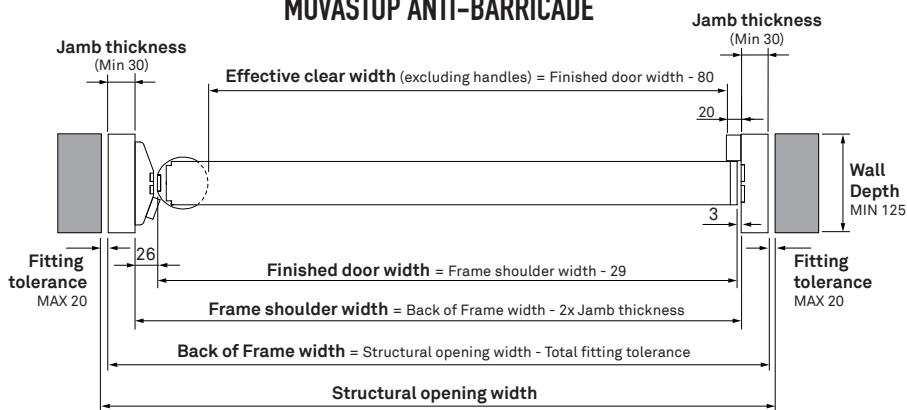 MOVASTOP ANTI-BARRICADE
Jamb thickness
(Min 30)
Jamb thickness
(Min 30)
Effective clear width (excluding handles) = Finished door width - 80
20
Wall
Depth
MIN 125
3
26
Fitting
tolerance
MAX 20
Finished door width = Frame shoulder width - 29
Fitting
tolerance
MAX 20
Frame shoulder width = Back of Frame width - 2x Jamb thickness
Back of Frame width = Structural opening width - Total fitting tolerance
Structural opening width